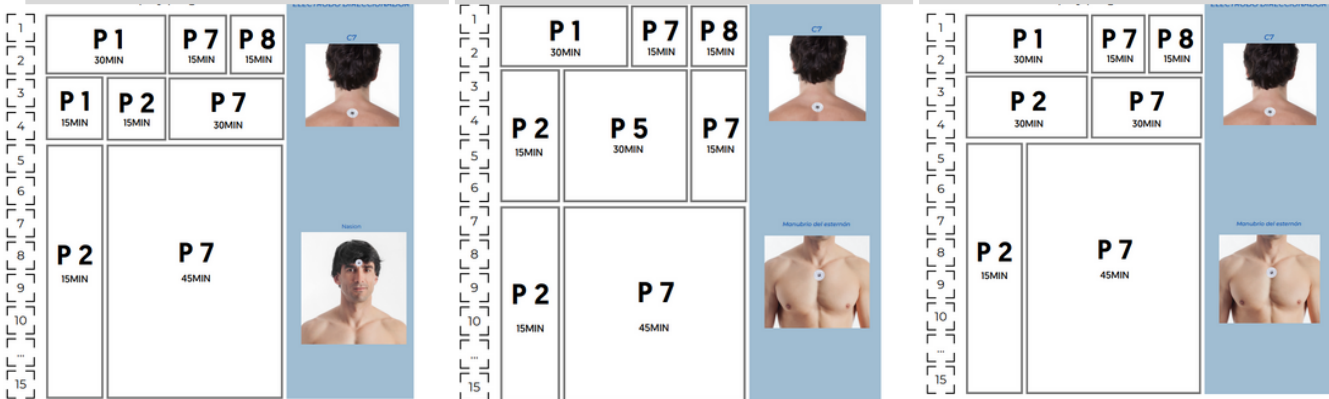 ELECTRODO DIRECCIONADOR
1
2
3
4
5
6
7
8
9
10
...
15
P 1
30MIN
P 7
15MIN
P 8
15MIN
P 1
15MIN
P 2
15MIN
P 7
30MIN
P 2
15MIN
P 7
45MIN
C7
Nasion
1
2
3
4
5
6
7
8
9
10
...
15
P 1
30MIN
P 7
15MIN
P 8
15MIN
P 2
15MIN
P 5
30MIN
P 7
15MIN
P 2
15MIN
P 7
45MIN
C7
Manubrio del esternón
ELECTRODO DIRECCIONADOR
1
2
3
4
5
6
7
8
9
10
...
15
P 1
30MIN
P 7
15MIN
P 8
15MIN
P 2
30MIN
P 7
30MIN
P 2
15MIN
P 7
45MIN
C7
Manubrio del esternón